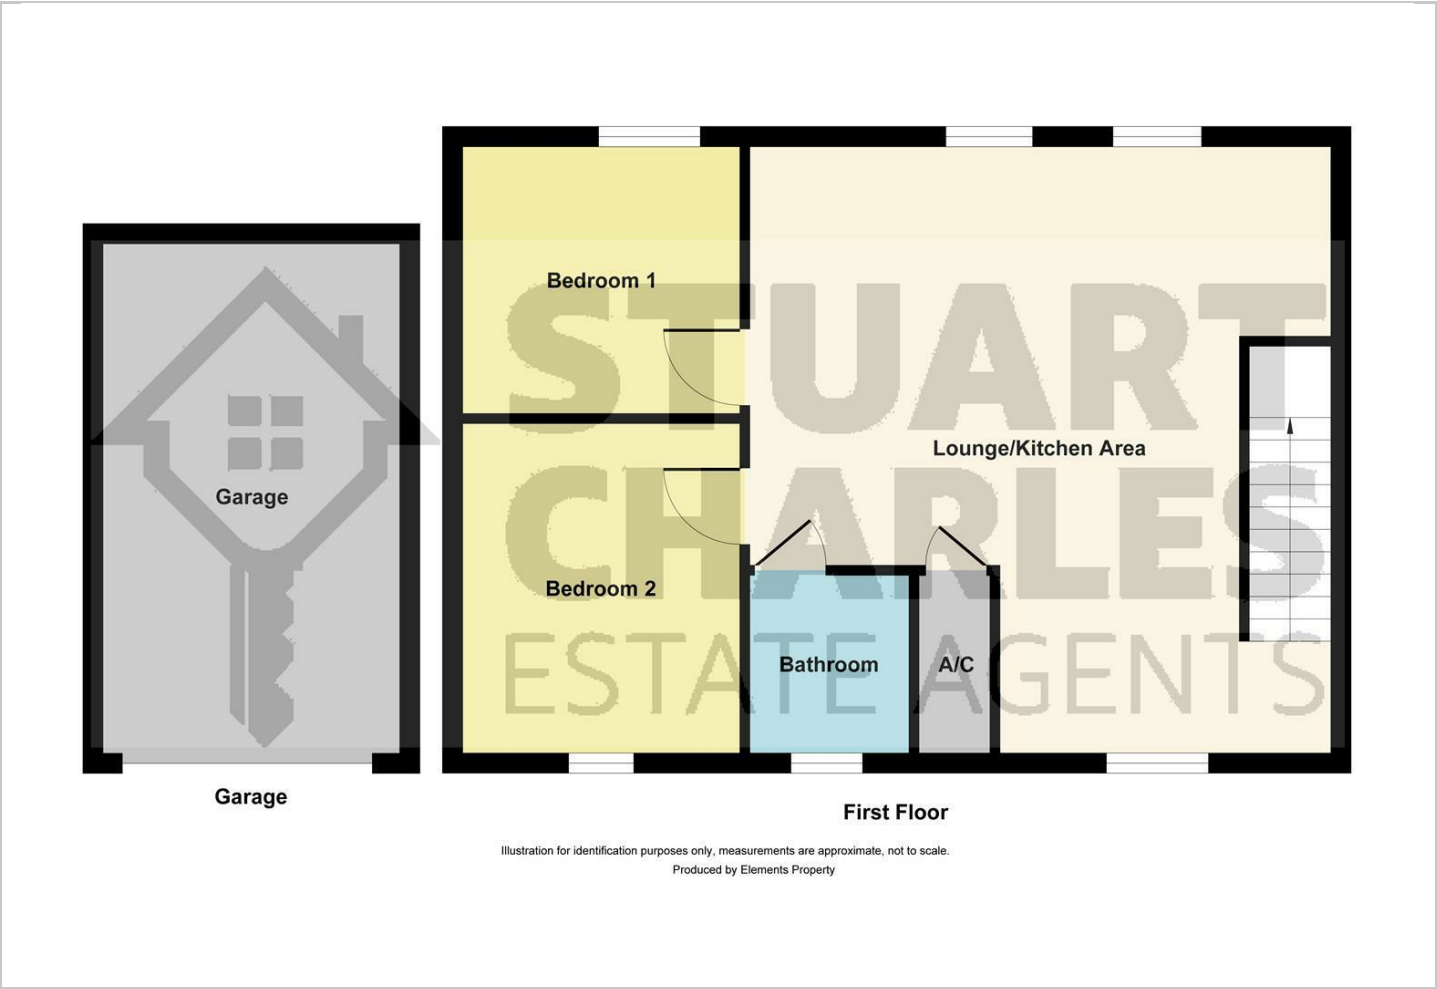 Bedroom 1
STUART
Lounge/Kitchen Area
CHARLES
Garage
Bedroom 2
Bathroom
A/C
ESTATE AGENTS
Garage
First Floor
Illustration for identification purposes only, measurements are approximate, not to scale.
Produced by Elements Property